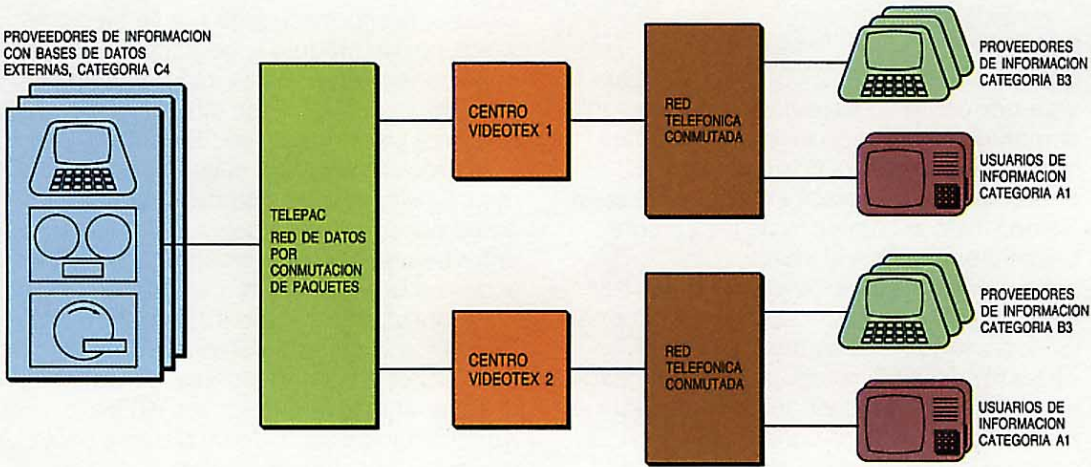 PROVEEDORES DE INFORMACION
CON BASES DE DATOS
EXTERNAS, CATEGORIA C4
TELEPAC
RED DE DATOS
POR
CONMUTACION
DE PAQUETES
CENTRO
VIDEOTEX 1
RED
TELEFONICA
CONMUTADA
PROVEEDORES
DE INFORMACION
CATEGORIA B3
USUARIOS DE
INFORMACION
CATEGORIA A1
CENTRO
VIDEOTEX 2
RED
TELEFONICA
CONMUTADA
PROVEEDORES
DE INFORMACION
CATEGORIA B3
USUARIOS DE
INFORMACION
CATEGORIA A1